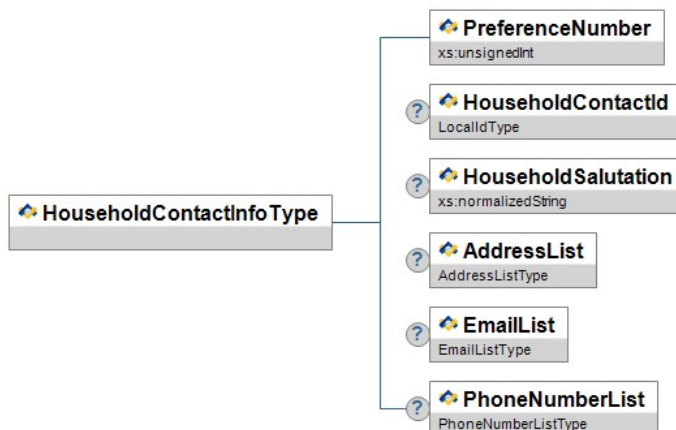 PreferenceNumber
xs:unsignedInt
?
HouseholdContactId
LocalIdType
?
HouseholdSalutation
xs:normalizedString
HouseholdContactInfoType
?
AddressList
AddressListType
?
EmailList
EmailListType
?
PhoneNumberList
PhoneNumberListType